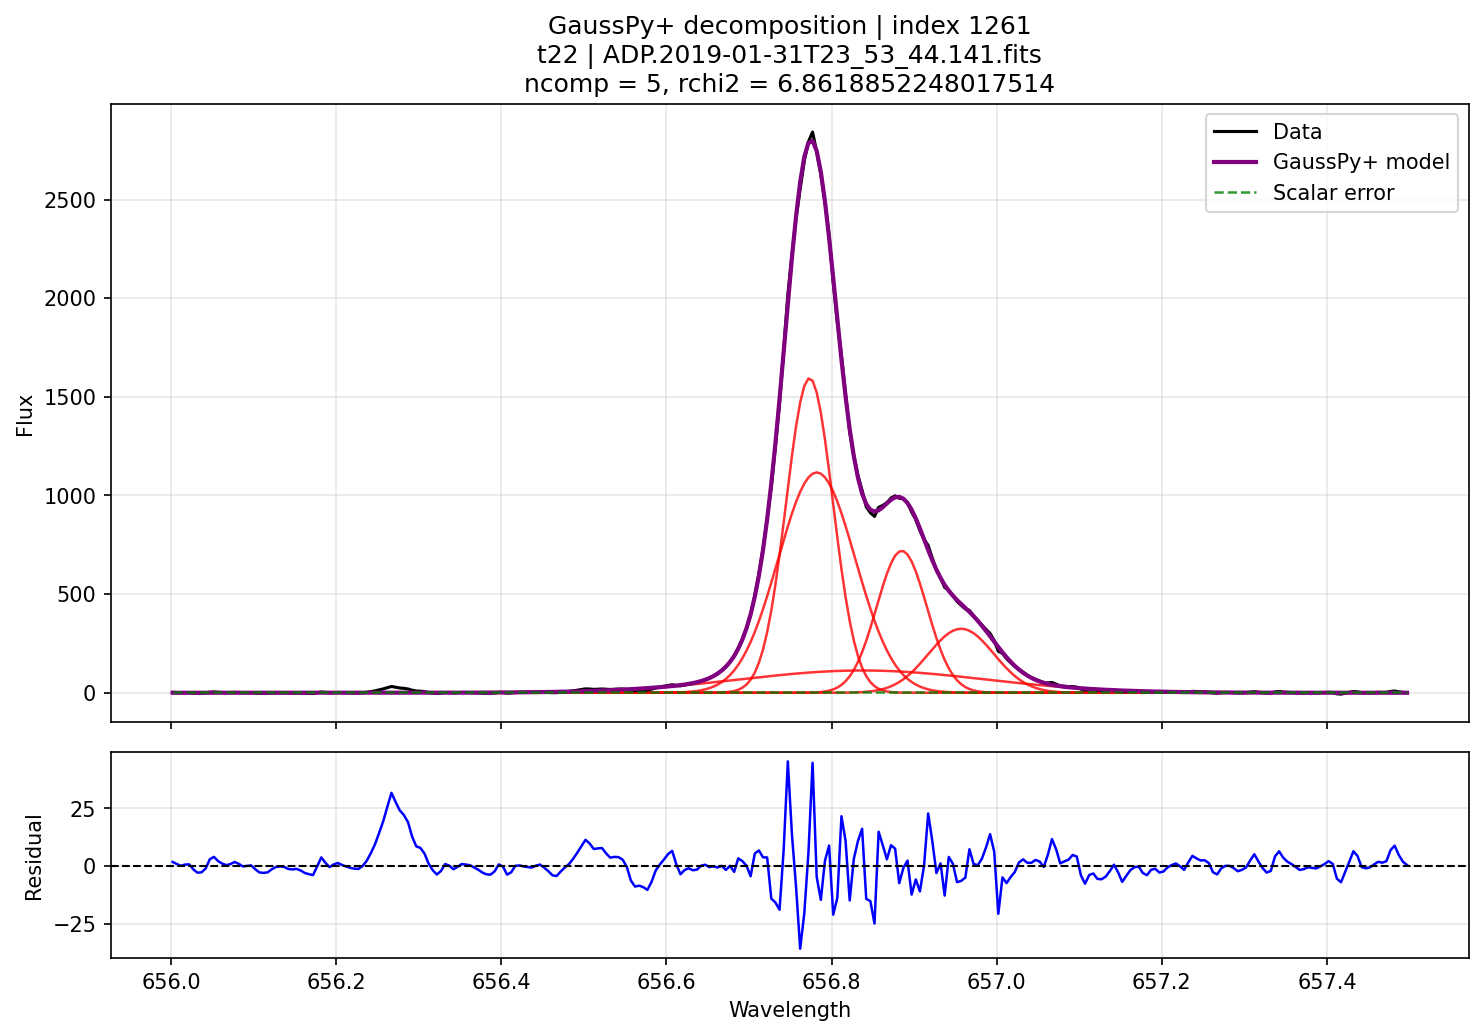 GaussPy+ decomposition | index 1261
t22 | ADP.2019-01-31T23_53_44.141.fits
ncomp = 5, rchi2 = 6.8618852248017514
Data
GaussPy+ model
Scalar error
Flux
2500
2000
1500
1000
500
0
Residual
25
0
−25
656.0
656.2
656.4
656.6
656.8
657.0
657.2
657.4
Wavelength